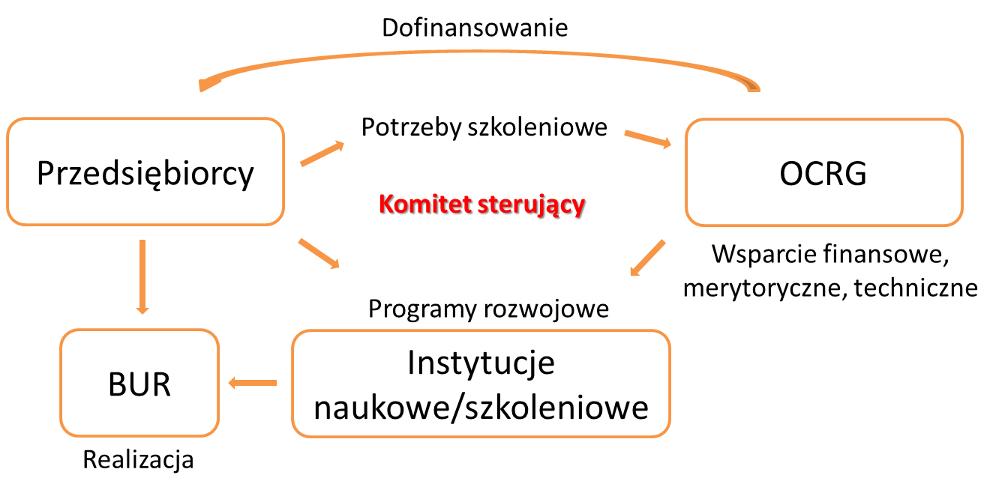 Dofinansowanie
Potrzeby szkoleniowe
Przedsiębiorcy
OCRG
Komitet sterujący
Wsparcie finansowe,
merytoryczne, techniczne
Programy rozwojowe
Instytucje
naukowe/szkoleniowe
BUR
Realizacja